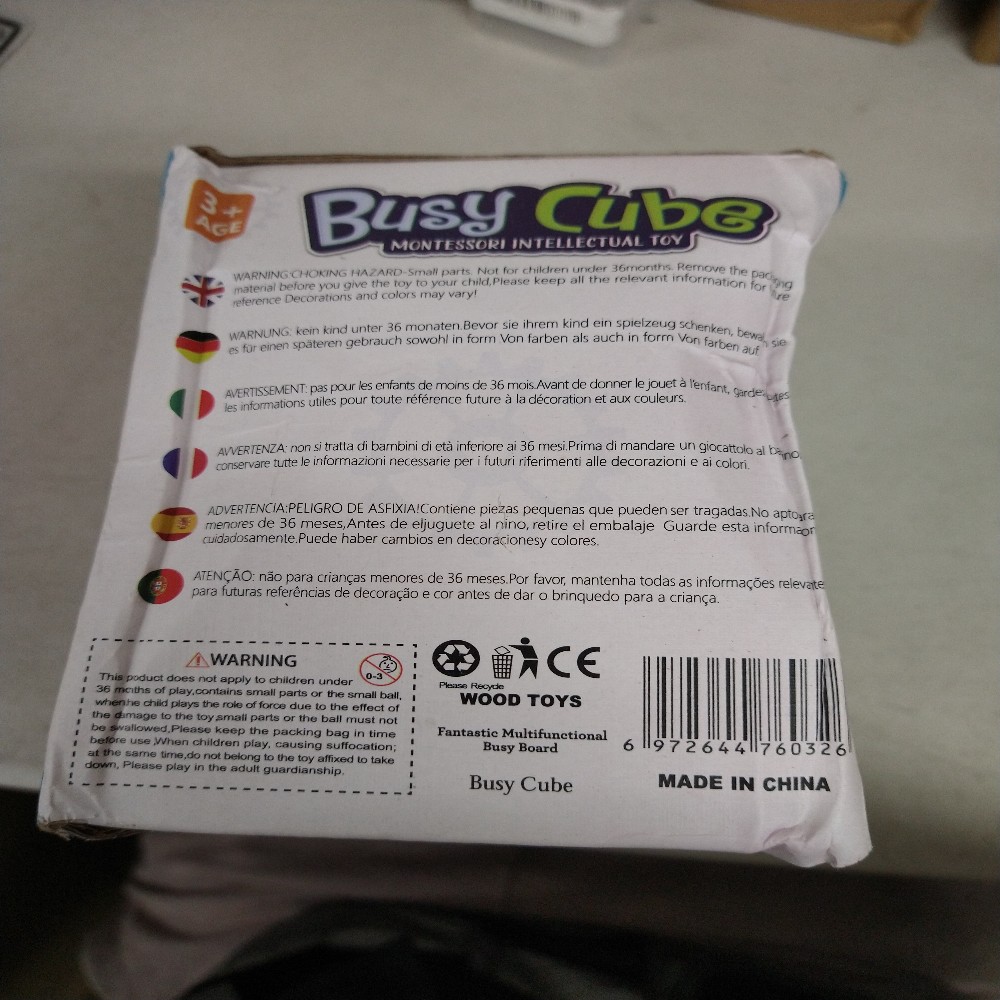 3+
AGE
Busy Cube
MONTESSORI INTELLECTUAL TOY
WARNING:CHOKING HAZARD-Small parts. Not for children under 36months. Remove the packing
material before you give the toy to your child,Please keep all the relevant information for
reference Decorations and colors may vary!
WARNUNG: kein kind unter 36 monaten.Bevor sie ihrem kind ein spielzeug schenken, sie
es für einen späteren gebrauch sowohl in form Von farben als auch in form Von farben auf
AVERTISSEMENT: pas pour les enfants de moins de 36 mois.Avant de donner le jouet à l'enfant,
les informations utiles pour toute référence future à la décoration et aux couleurs.
AVVERTENZA: non si tratta di bambini di età inferiore ai 36 mesi.Prima di mandare un giocattolo al
conservare tutte le informazioni necessarie per i futuri riferimenti alle decorazioni e ai colori.
ADVERTENCIA:PELIGRO DE ASFIXIA!Contiene piezas pequenas que pueden ser tragadas.No
menores de 36 meses,Antes de eljuguete al nino, retire el embalaje Guarde esta
cuidadosamente.Puede haber cambios en decoracionesy colores.
ATENÇÃO: não para crianças menores de 36 meses.Por favor, mantenha todas as informações
para futuras referências de decoração e cor antes de dar o brinquedo para a criança.
WARNING
0-3
This poduct does not apply to children under
36 months of play,contains small parts or the small ball,
when he child plays the role of force due to the effect of
the damage to the toy,small parts or the ball must not
be swallowed,Please keep the packing bag in time
before use,When children play, causing suffocation;
at the same time,do not belong to the toy affixed to take
down, Please play in the adult guardianship.
Please Recycle
CE
WOOD TOYS
Fantastic Multifunctional
Busy Board
Busy Cube
6 972644 760326
MADE IN CHINA